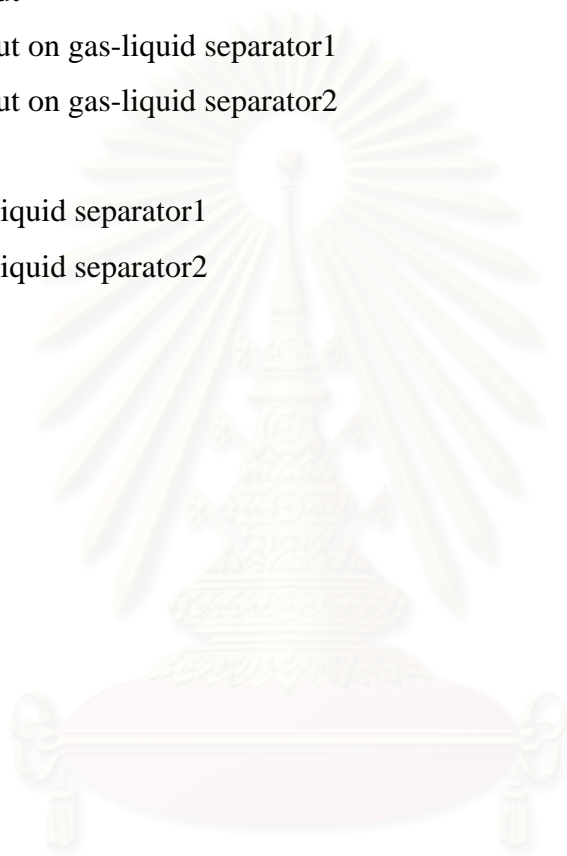 ut on gas-liquid separator1
ut on gas-liquid separator2
iquid separator1
iquid separator2